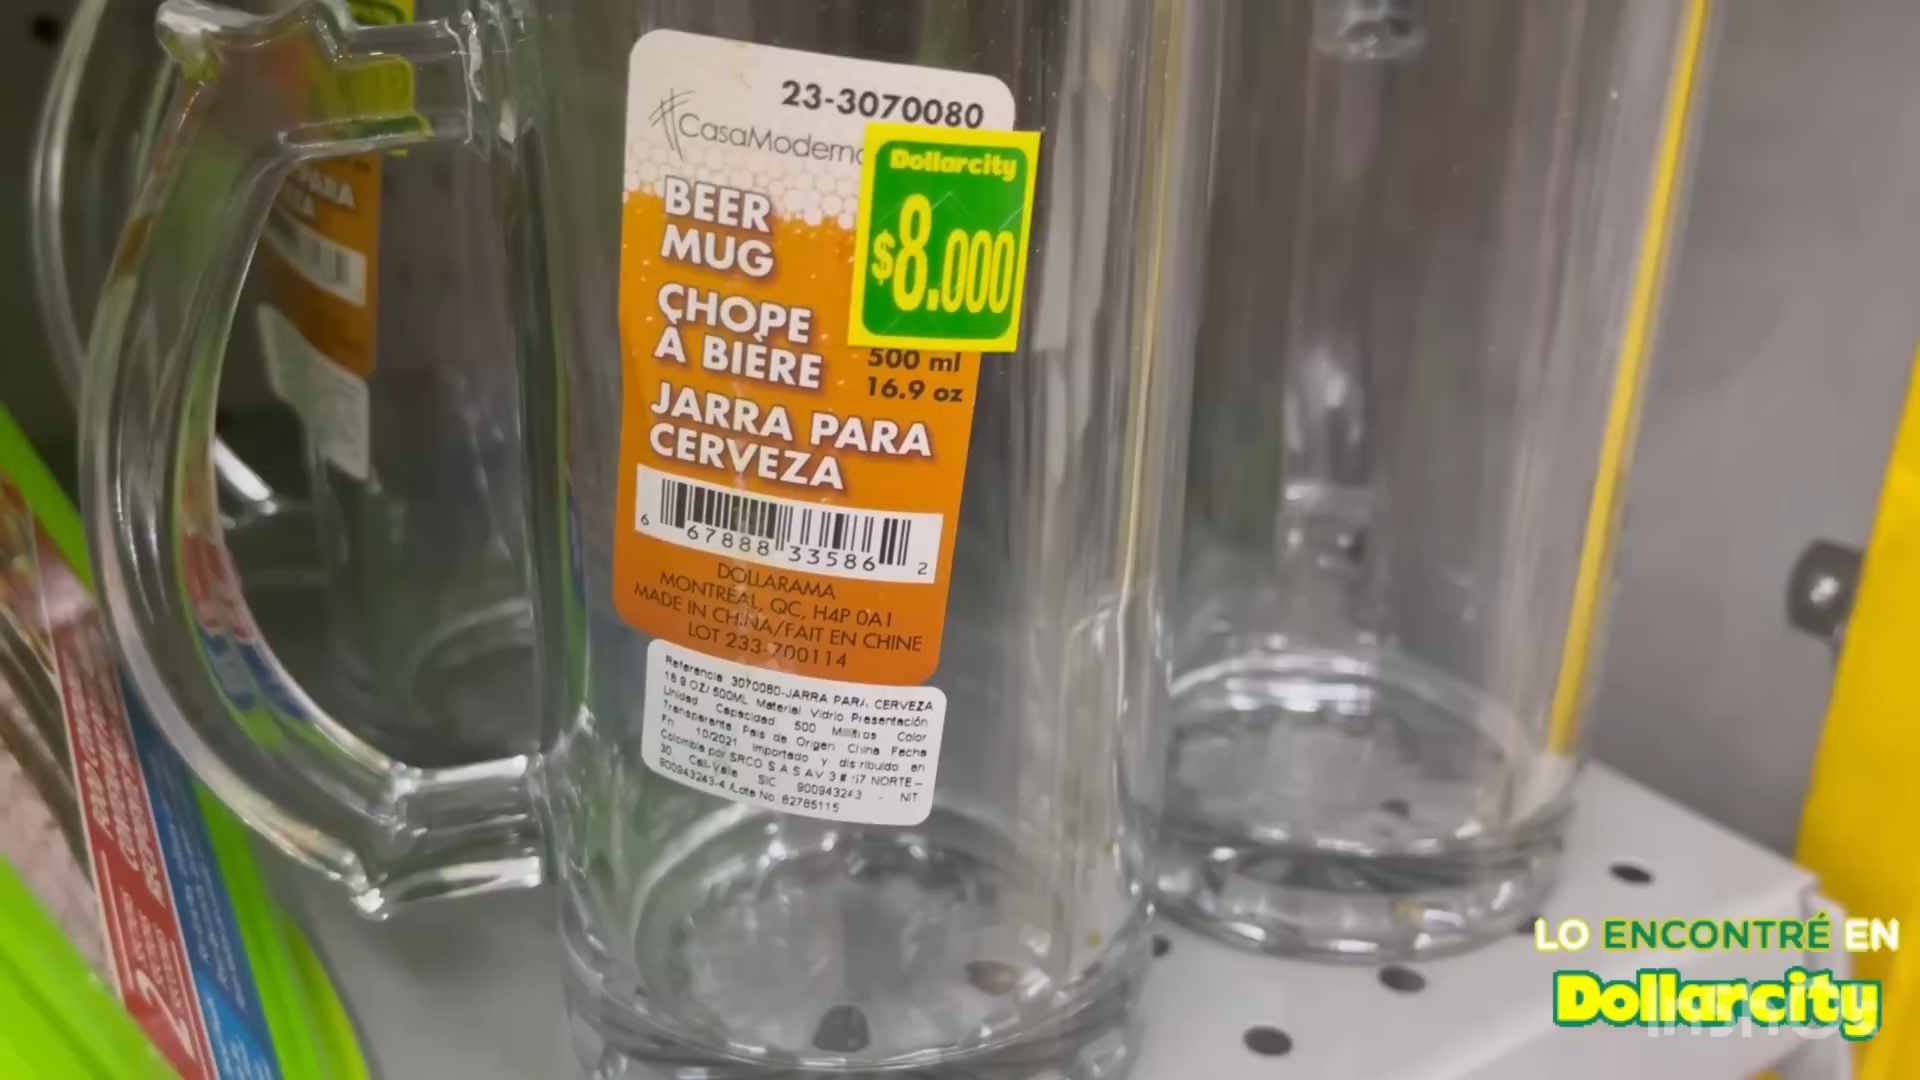 23-3070080
CasaModerna
Dollarcity
$8.000
BEER
MUG
CHOPE
À BIÈRE
500 ml
16.9 oz
JARRA PARA
CERVEZA
6 67888 33586 2
DOLLARAMA
MONTRÉAL, QC, H4P 0A1
MADE IN CHINA/FAIT EN CHINE
LOT 233-700114
Referencia 3070080-JARRA PARA CERVEZA
16.9 OZ/500ML Material Vidrio Presentación
Unidad Capacidad 500 Mililitros Color
Transparente País de Origen China Fecha
Fn 10/2021 Importado y distribuido en
Colombia por SRCO S A S AV 3 # 57 NORTE –
30 Cali-Valle SIC 900943243 - NIT.
900943243-4 /Lote No. 82785115
LO ENCONTRÉ EN
Dollarcity